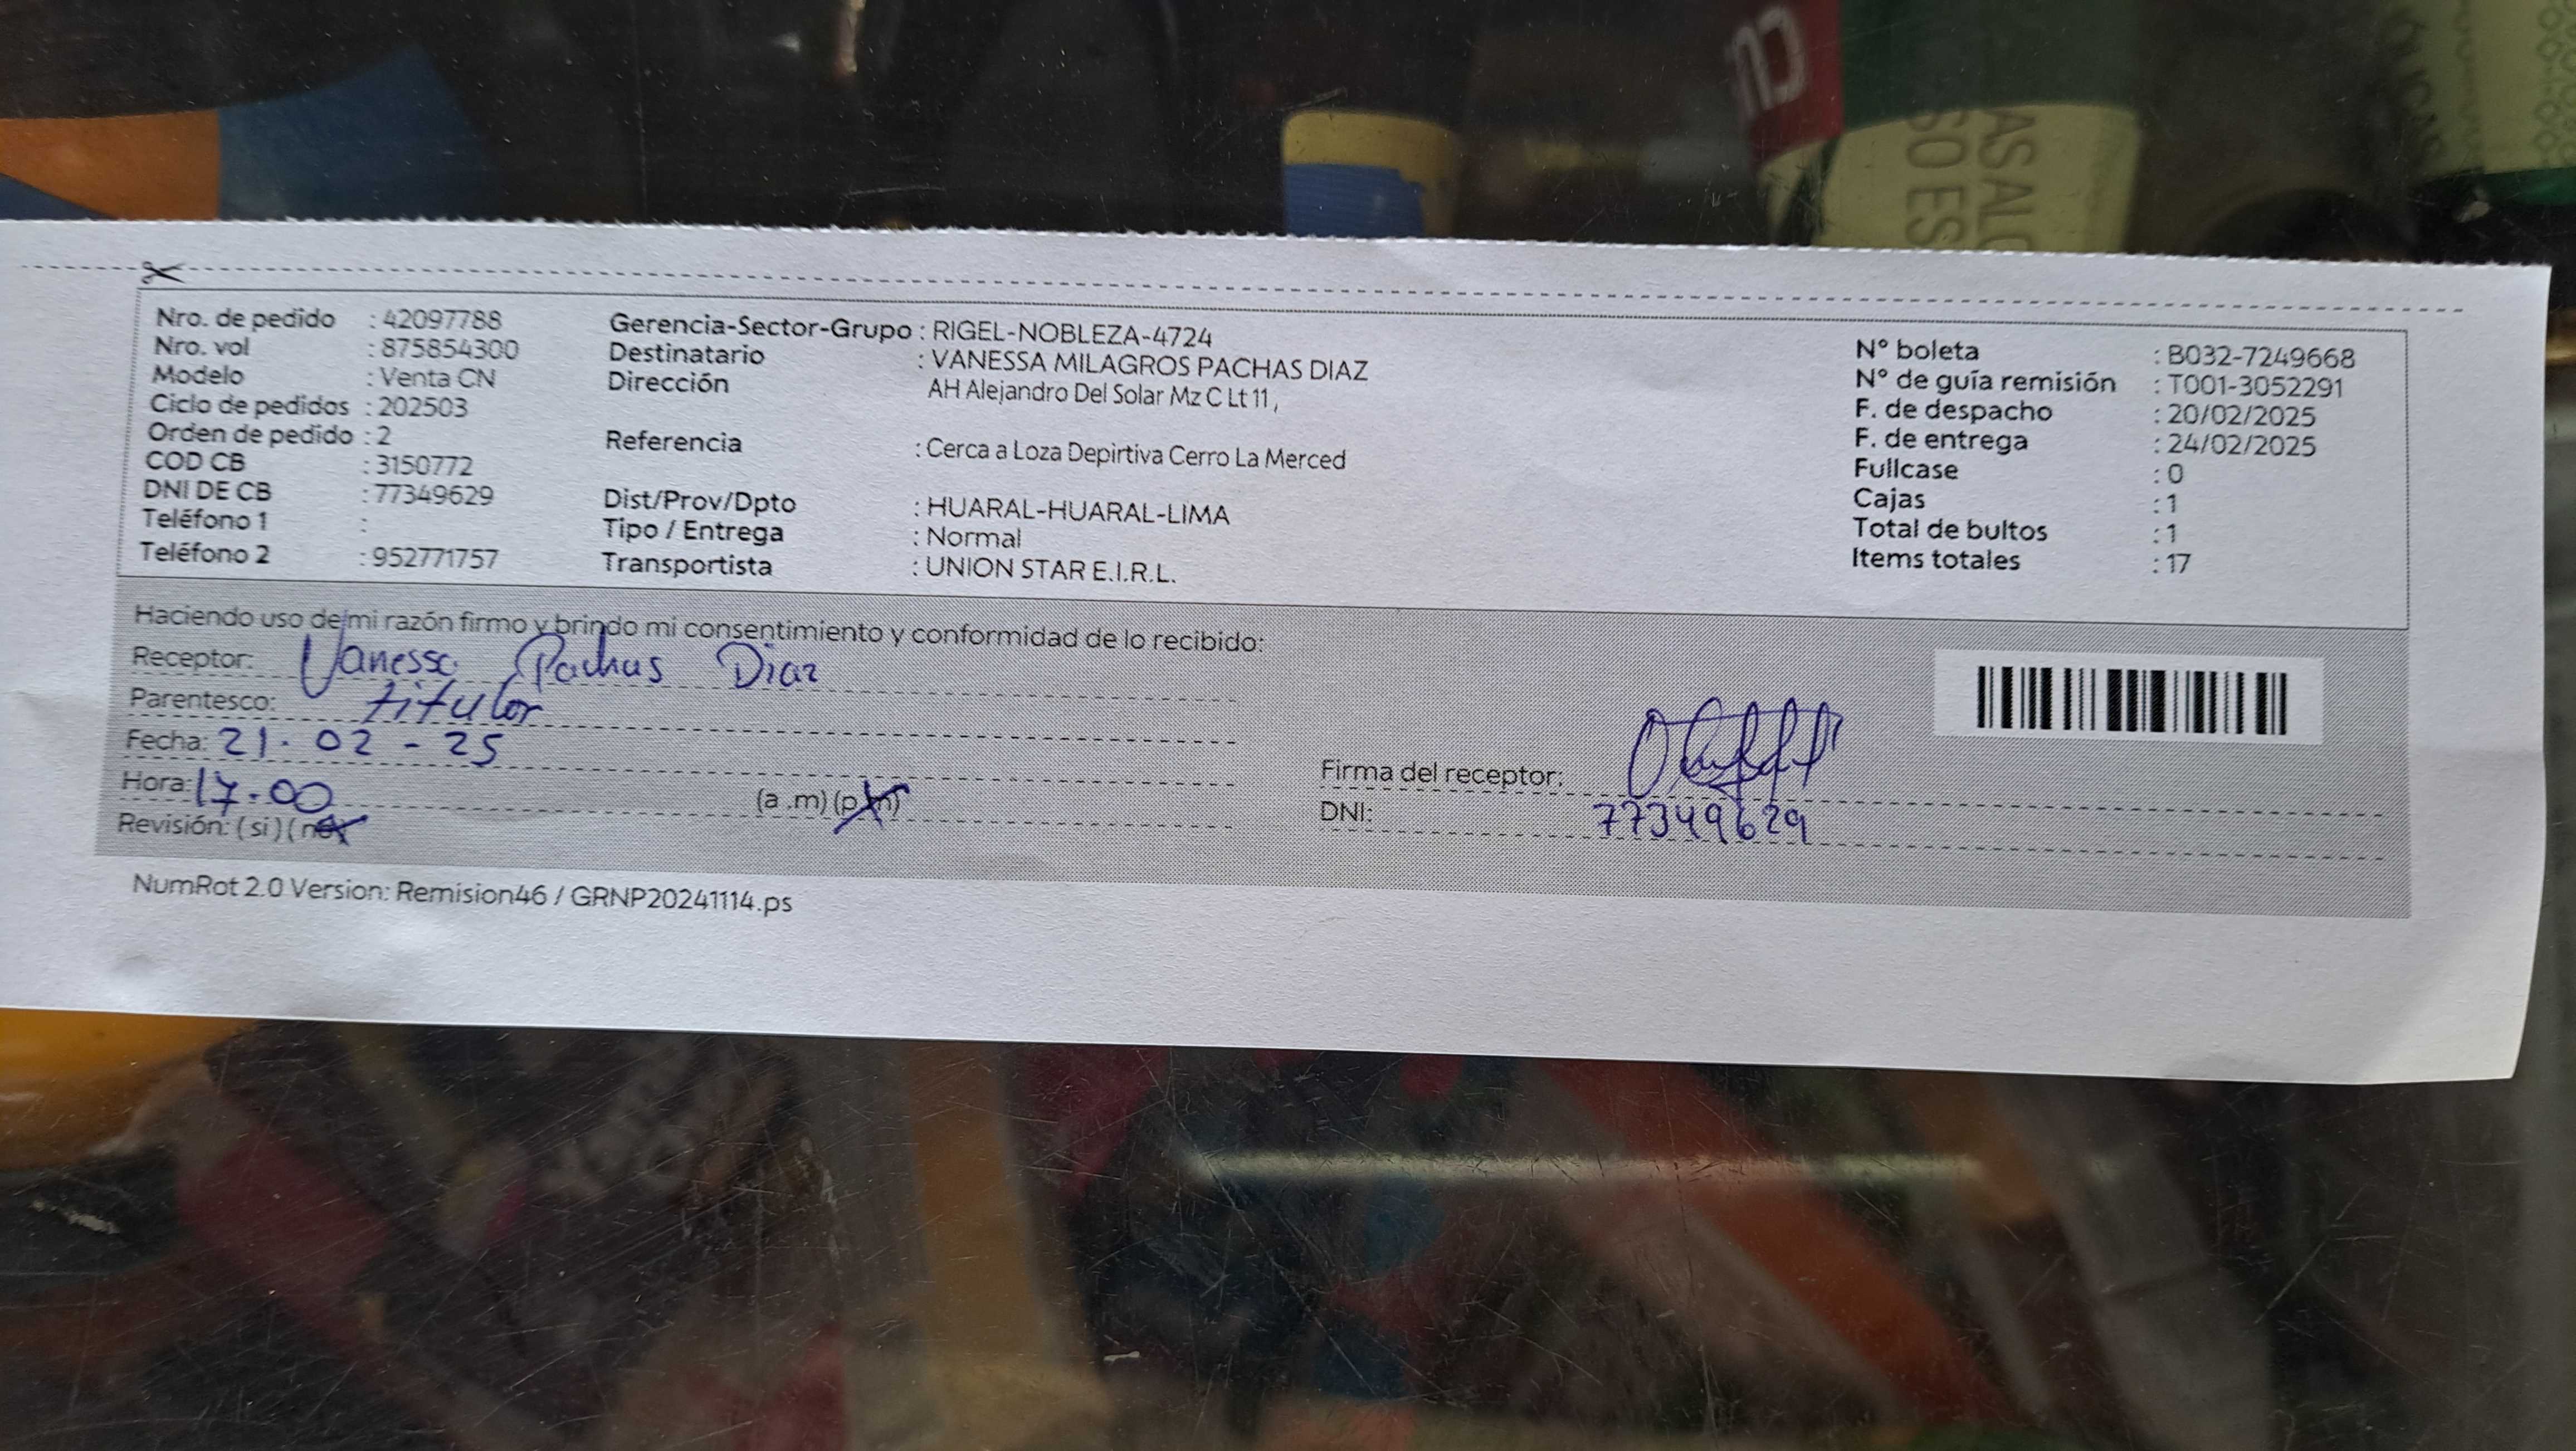 ASALO
SO ES
Nro. de pedido : 42097788
Nro. vol : 875854300
Modelo : Venta CN
Ciclo de pedidos : 202503
Orden de pedido : 2
COD CB : 3150772
DNI DE CB : 77349629
Teléfono 1 :
Teléfono 2 : 952771757
Gerencia-Sector-Grupo : RIGEL-NOBLEZA-4724
Destinatario : VANESSA MILAGROS PACHAS DIAZ
Dirección AH Alejandro Del Solar Mz C Lt 11 ,
Referencia : Cerca a Loza Depirtiva Cerro La Merced
Dist/Prov/Dpto : HUARAL-HUARAL-LIMA
Tipo / Entrega : Normal
Transportista : UNION STAR E.I.R.L.
N° boleta : B032-7249668
N° de guía remisión : T001-3052291
F. de despacho : 20/02/2025
F. de entrega : 24/02/2025
Fullcase : 0
Cajas : 1
Total de bultos : 1
Items totales : 17
Haciendo uso de mi razón firmo y brindo mi consentimiento y conformidad de lo recibido:
Receptor: Vanessa Pachas Diaz
Parentesco: titular
Fecha: 21. 02 - 25
Hora: 17.00 (a .m) (p.m)
Revisión: ( si ) ( no )
Firma del receptor:
DNI: 77349629
NumRot 2.0 Version: Remision46 / GRNP20241114.ps